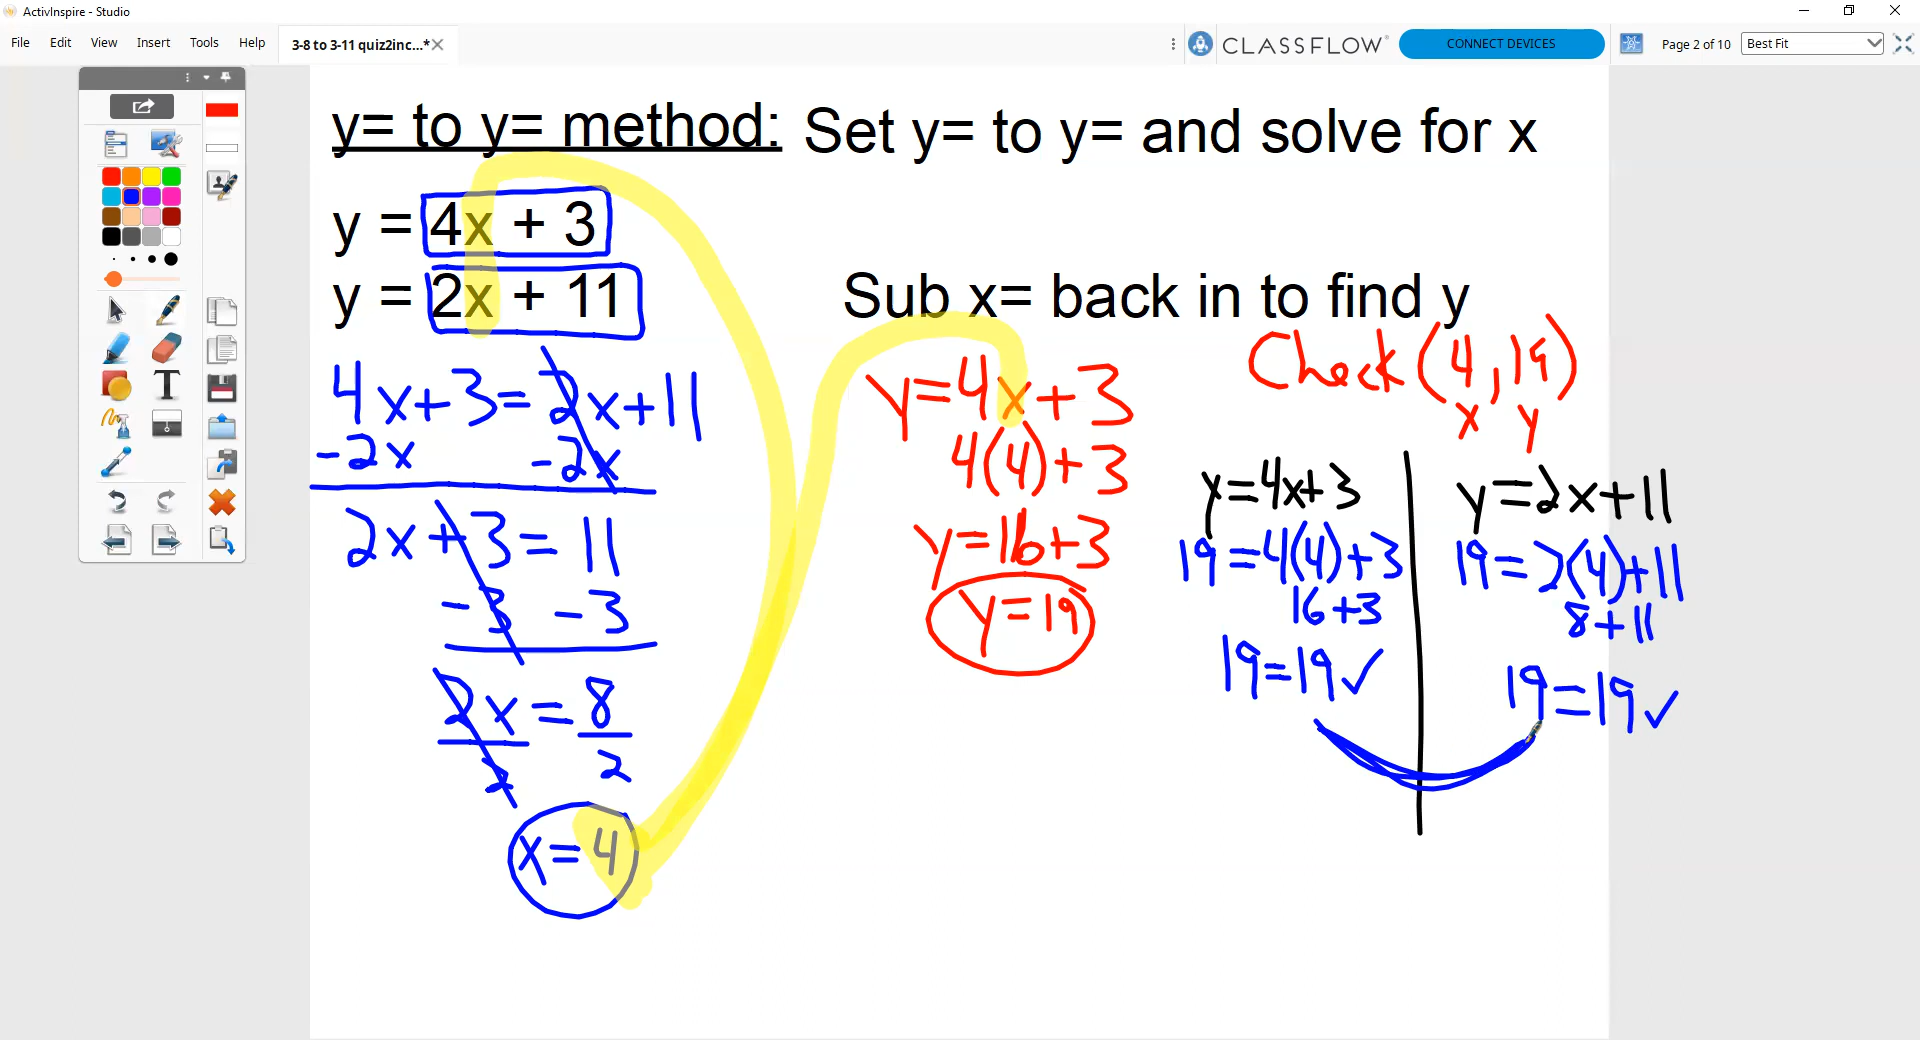 ActivInspire - Studio
File Edit View Insert Tools Help
3-8 to 3-11 quiz2inc...*
CLASSFLOW
CONNECT DEVICES
Page 2 of 10
Best Fit
y= to y= method: Set y= to y= and solve for x
y = 4x + 3
y = 2x + 11
4x+3=2x+11
-2x -2x
2x+3=11
-3 -3
2x=8
2 2
x=4
Sub x= back in to find y
y=4x+3
4(4)+3
y=16+3
y=19
Check (4,19)
x y
y=4x+3
19=4(4)+3
16+3
19=19✓
y=2x+11
19=2(4)+11
8+11
19=19✓